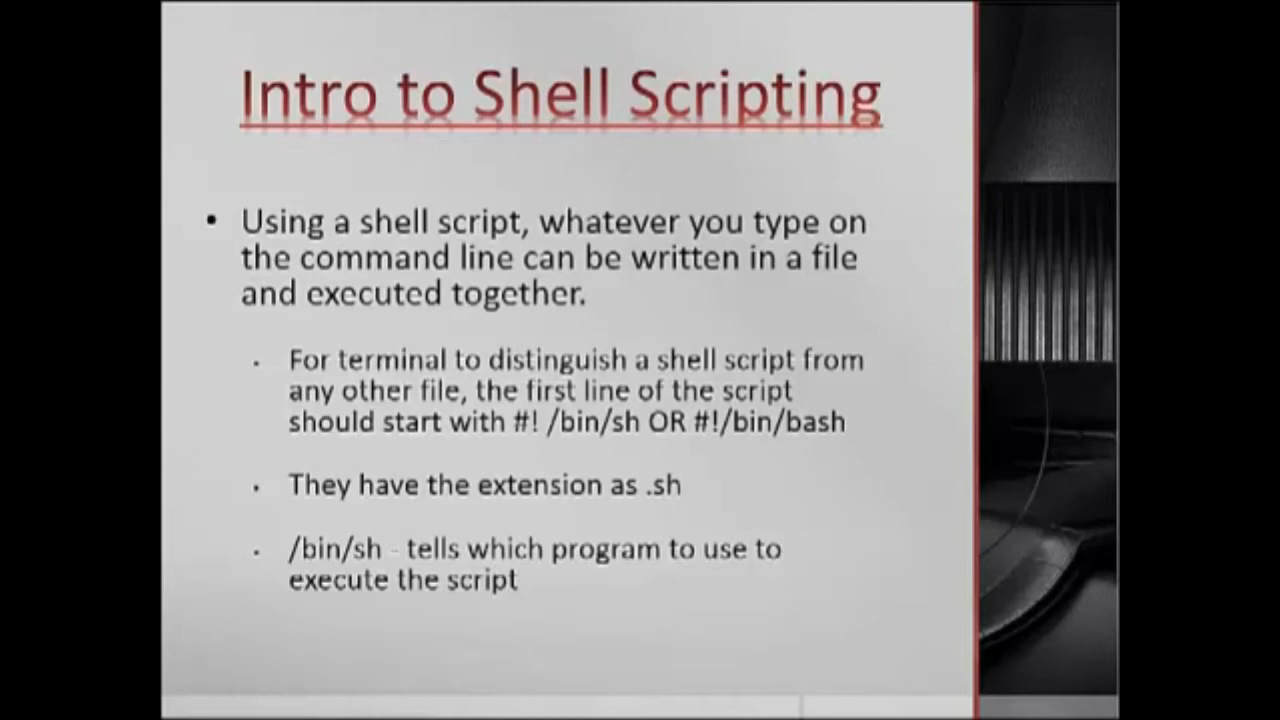 Intro to Shell Scripting
• Using a shell script, whatever you type on
the command line can be written in a file
and executed together.
• For terminal to distinguish a shell script from
any other file, the first line of the script
should start with #! /bin/sh OR #!/bin/bash
• They have the extension as .sh
• /bin/sh - tells which program to use to
execute the script